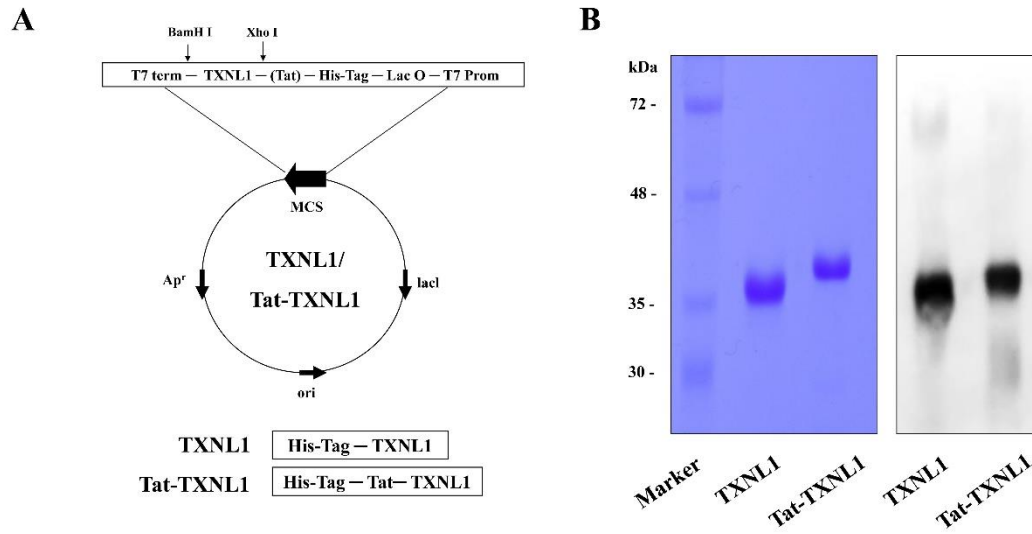 A
BamH I
Xho I
T7 term — TXNL1 — (Tat) — His-Tag — Lac O — T7 Prom
MCS
TXNL1/
Tat-TXNL1
Apr
lacl
ori
TXNL1
His-Tag — TXNL1
Tat-TXNL1
His-Tag — Tat — TXNL1
B
kDa
72 -
48 -
35 -
30 -
Marker
TXNL1
Tat-TXNL1
TXNL1
Tat-TXNL1